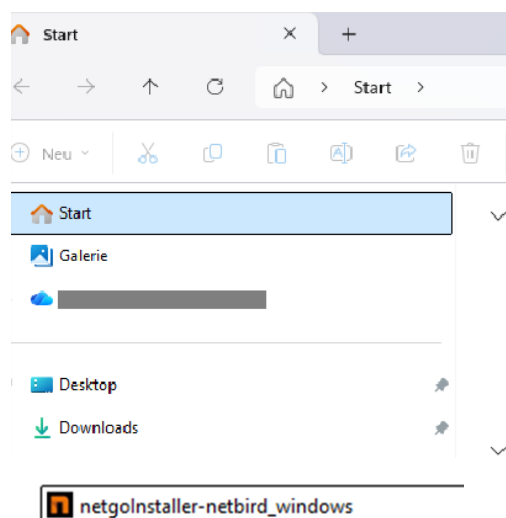 Start
Start
Neu
Start
Galerie
Desktop
Downloads
netgoInstaller-netbird_windows